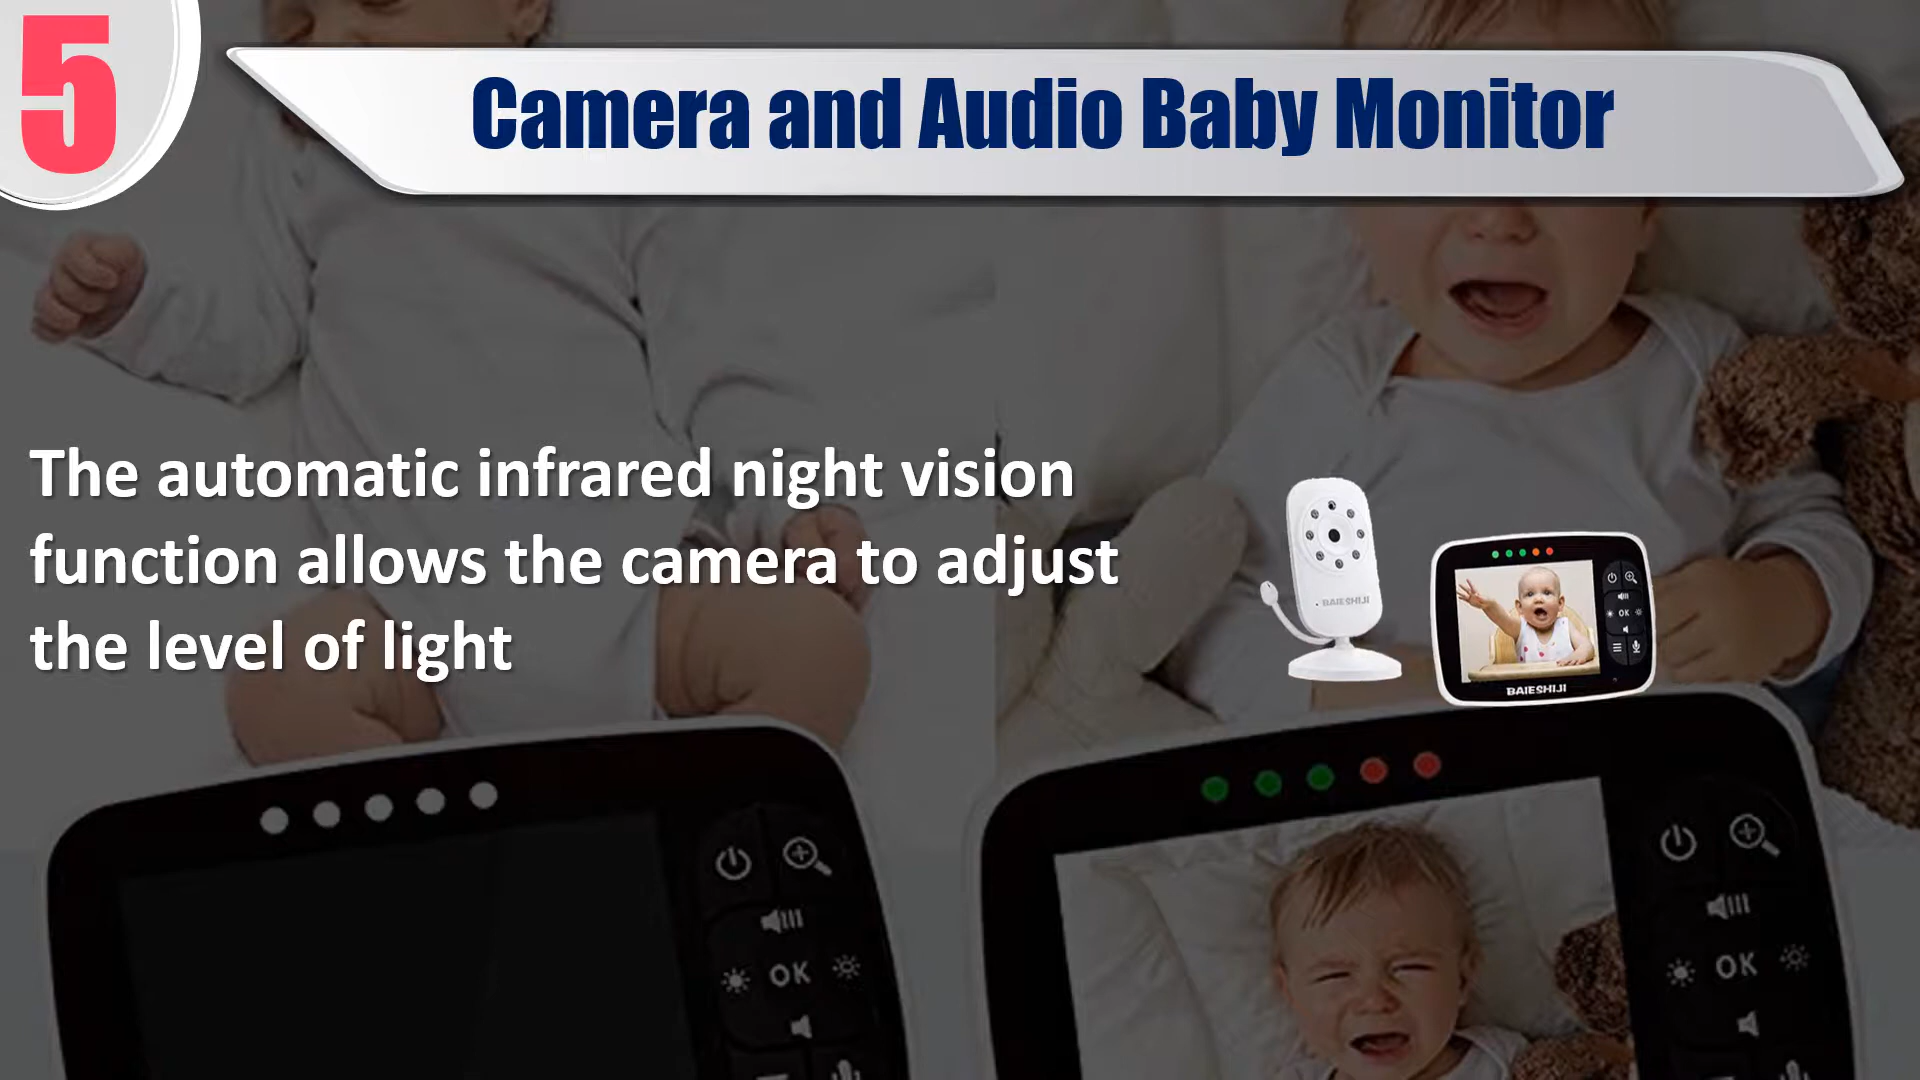 5
Camera and Audio Baby Monitor
The automatic infrared night vision
function allows the camera to adjust
the level of light
BAIESHIJI
OK
BAIESHIJI
OK
OK